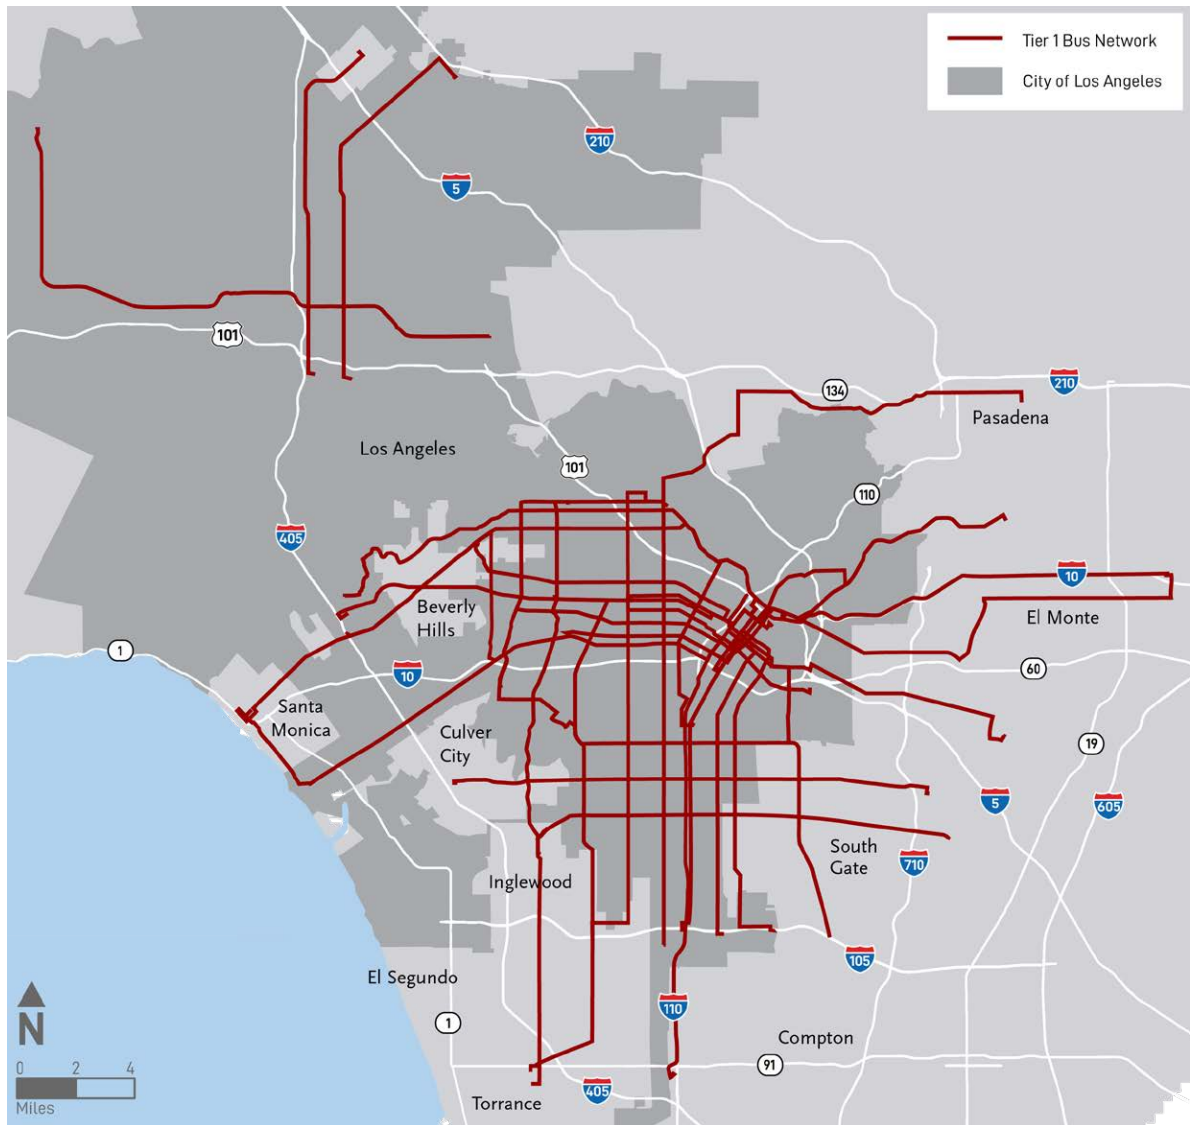 Tier 1 Bus Network
City of Los Angeles
210
5
101
134
210
Pasadena
Los Angeles
101
110
405
10
Beverly
Hills
El Monte
1
10
60
Santa
Monica
Culver
City
19
5
605
South
Gate
710
Inglewood
105
El Segundo
110
N
1
Compton
0 2 4
91
405
Miles
Torrance